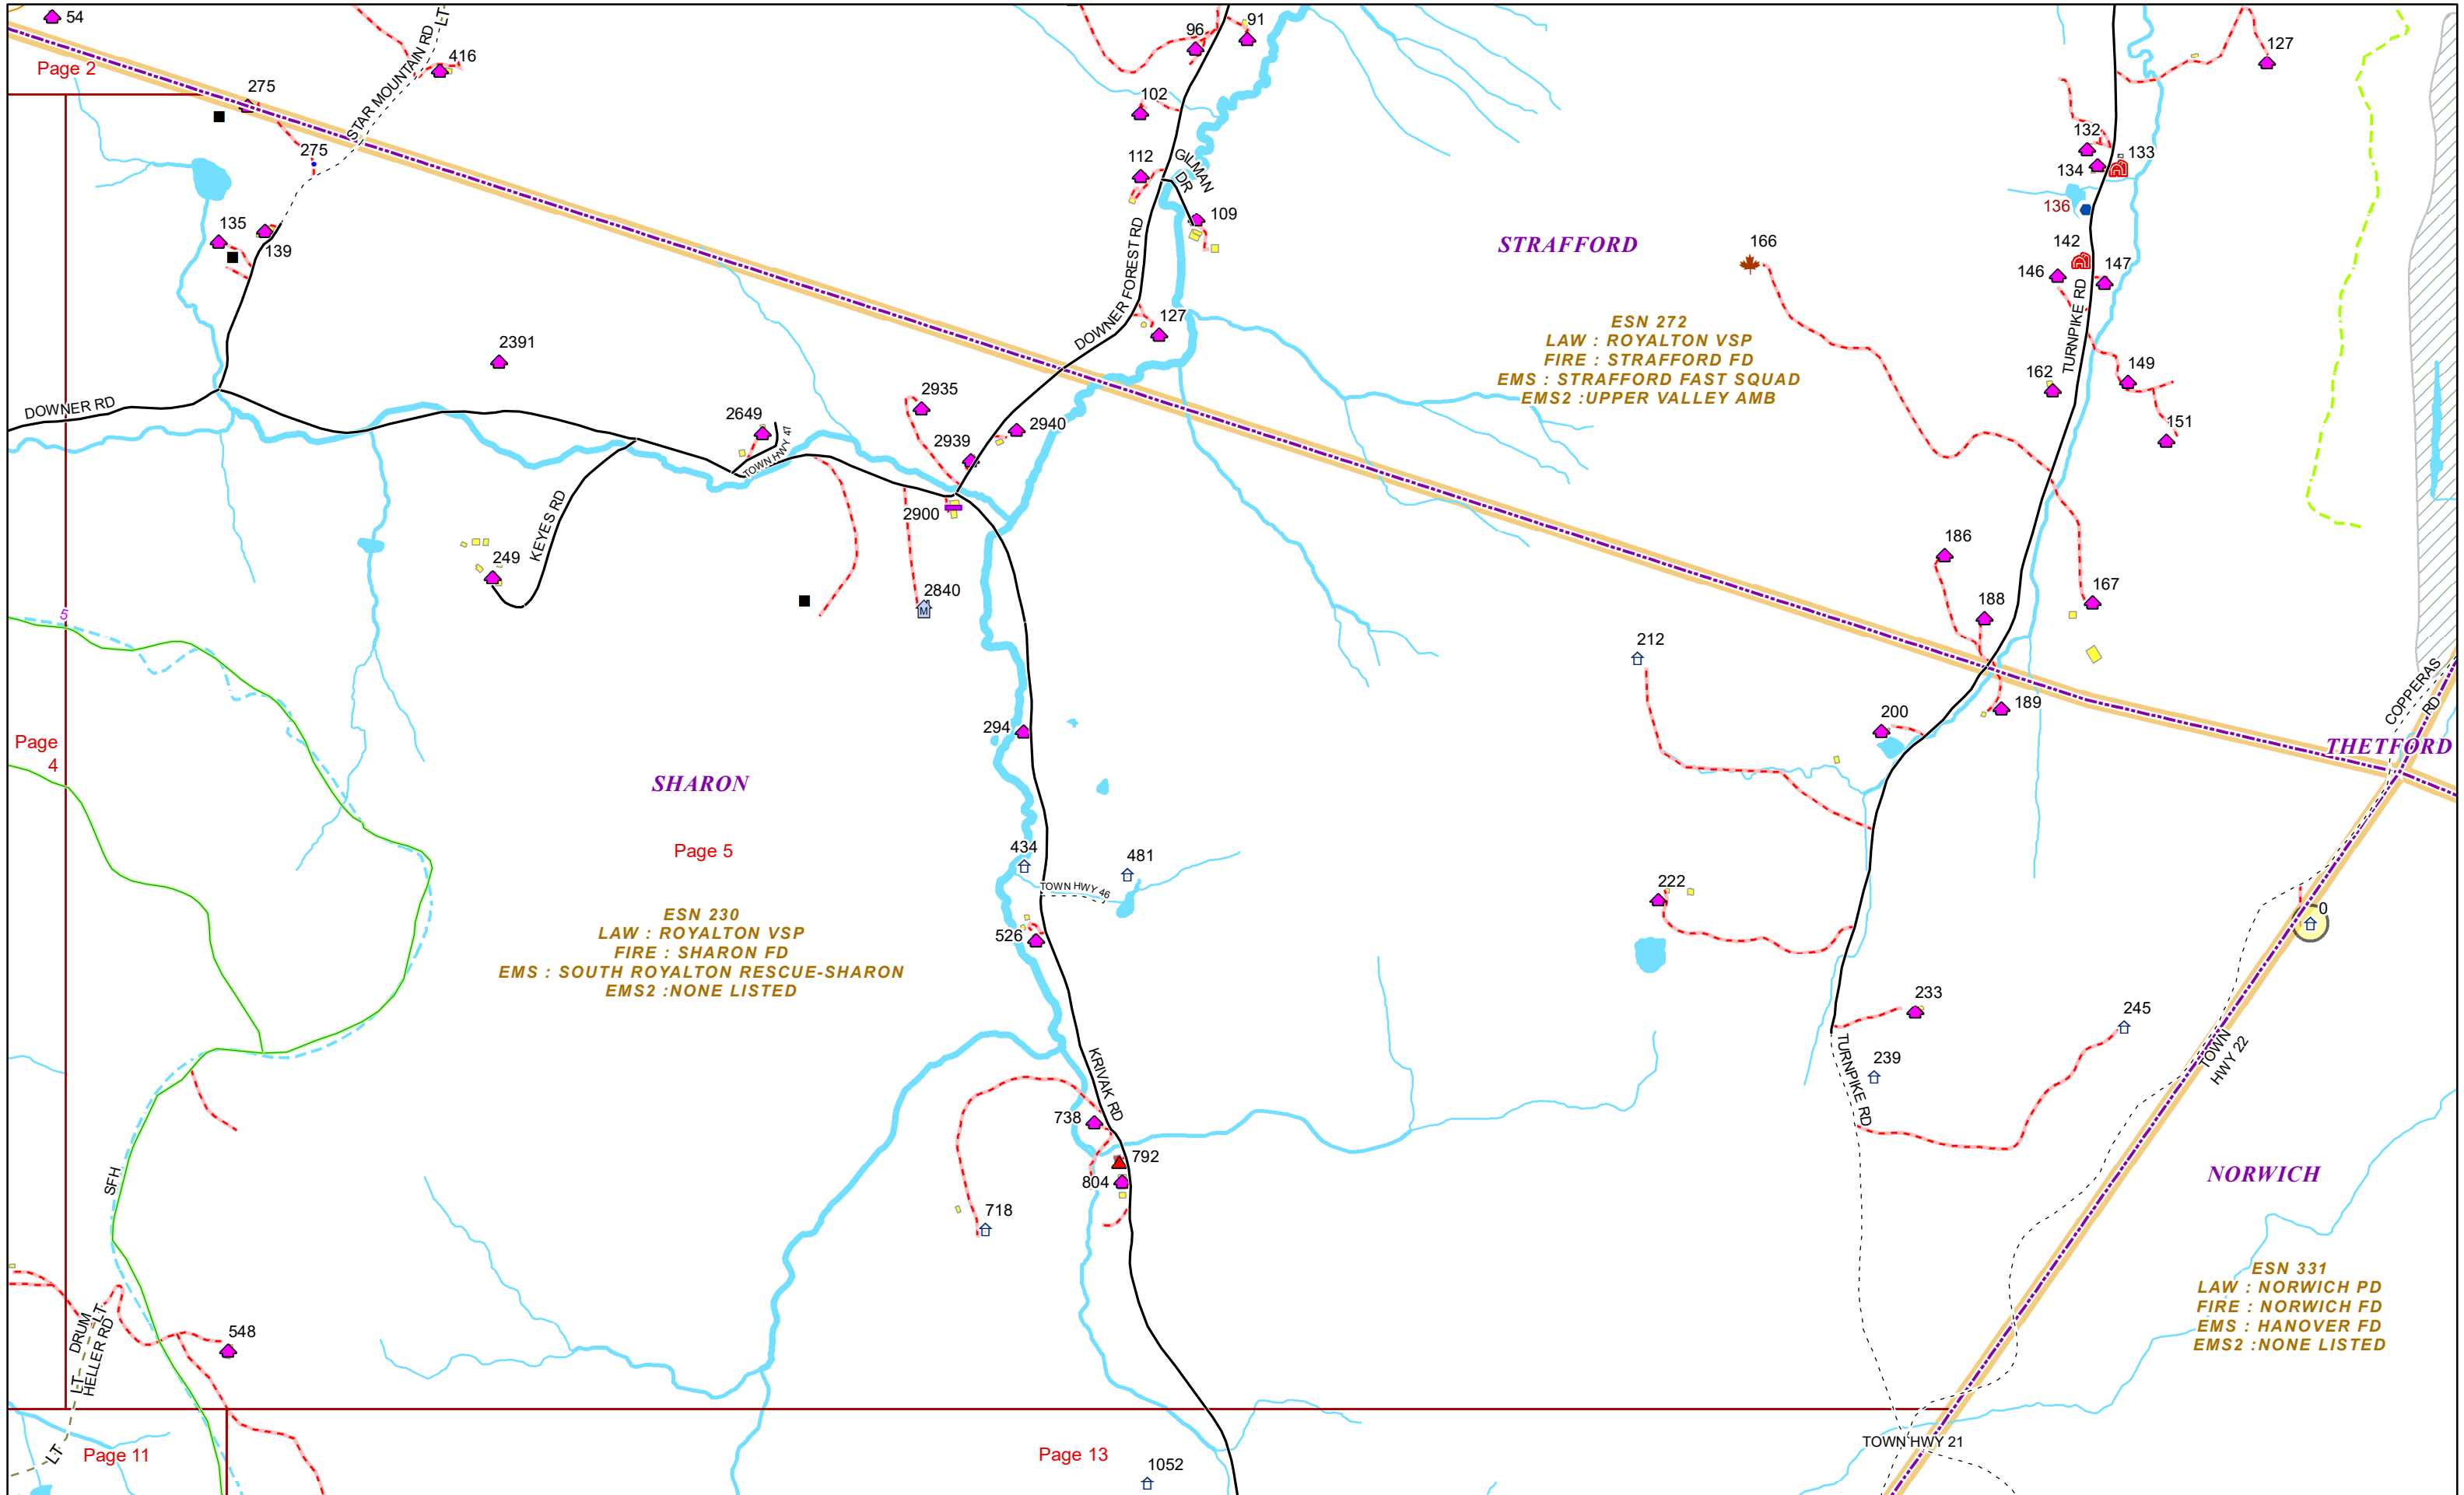 54
Page 2
416
STAR MOUNTAIN RD
LT
275
275
135
139
DOWNER RD
2391
2649
TOWN HWY 47
KEYES RD
249
96
91
102
112
GILMAN
DR
109
DOWNER FOREST RD
127
2935
2939
2940
2900
2840
STRAFFORD
ESN 272
LAW : ROYALTON VSP
FIRE : STRAFFORD FD
EMS : STRAFFORD FAST SQUAD
EMS2 :UPPER VALLEY AMB
166
127
132
133
134
136
142
146
147
TURNPIKE RD
149
162
151
186
188
167
189
200
212
COPPERAS
RD
THETFORD
5
Page
4
SHARON
Page 5
ESN 230
LAW : ROYALTON VSP
FIRE : SHARON FD
EMS : SOUTH ROYALTON RESCUE-SHARON
EMS2 :NONE LISTED
294
434
481
TOWN HWY 46
526
KRIVAK RD
738
792
804
718
222
233
239
245
TURNPIKE RD
0
TOWN
HWY 22
NORWICH
ESN 331
LAW : NORWICH PD
FIRE : NORWICH FD
EMS : HANOVER FD
EMS2 :NONE LISTED
SFH
548
DRUM
HELLER RD
LT
LT
LT
Page 11
Page 13
1052
TOWN HWY 21
M